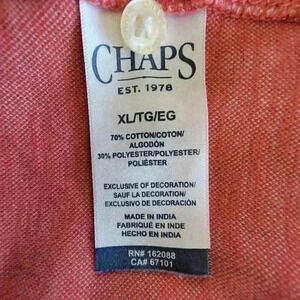 CHAPS
EST. 1978
XL/TG/EG
70% COTTON/COTON/
ALGODÓN
30% POLYESTER/POLYESTER/
POLIÉSTER
EXCLUSIVE OF DECORATION/
SAUF LA DECORATION/
EXCLUSIVO DE DECORACIÓN
MADE IN INDIA
FABRIQUÉ EN INDE
HECHO EN INDIA
RN# 162088
CA# 67101